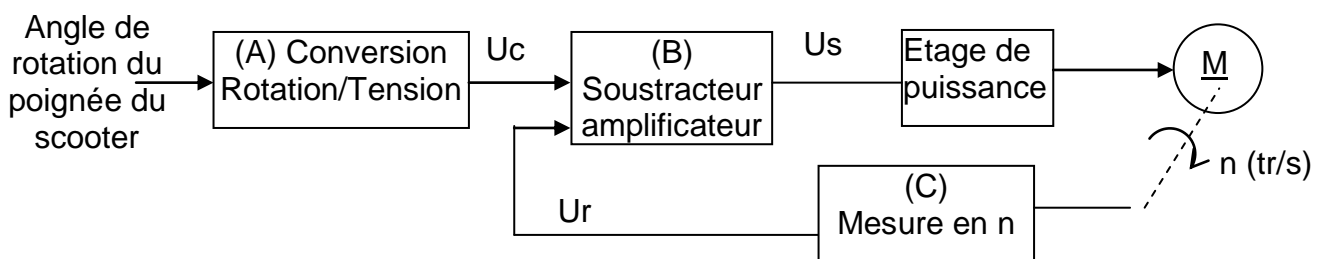 Angle de
rotation du
poignée du
scooter
(A) Conversion
Rotation/Tension
Uc
(B)
Soustracteur
amplificateur
Us
Etage de
puissance
M
n (tr/s)
(C)
Mesure en n
Ur